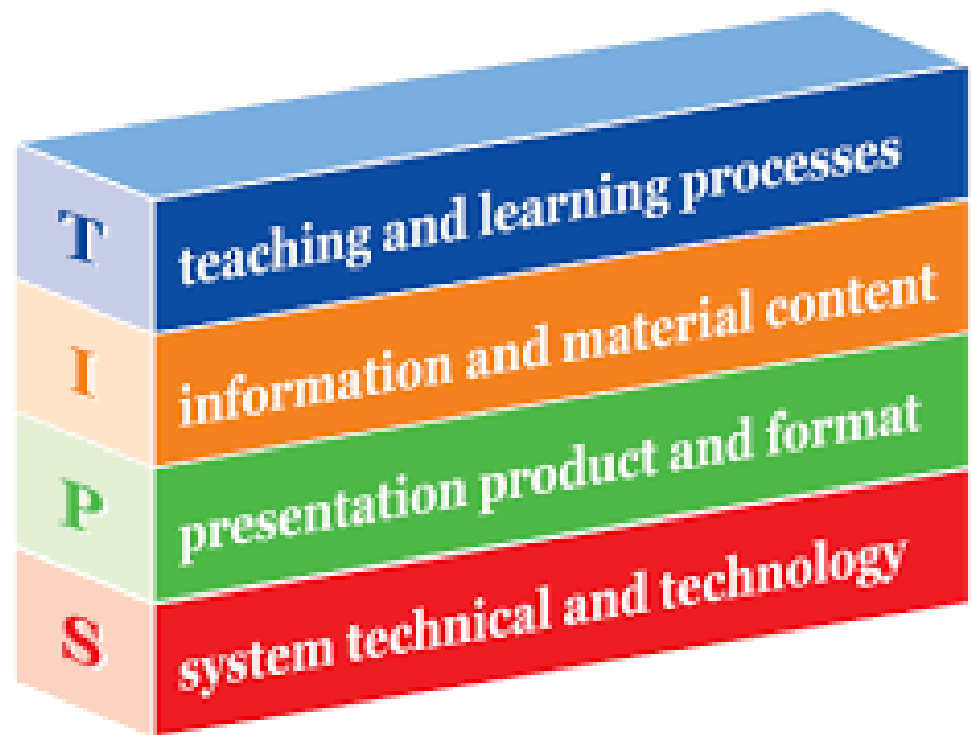 T teaching and learning processes
I information and material content
P presentation product and format
S system technical and technology